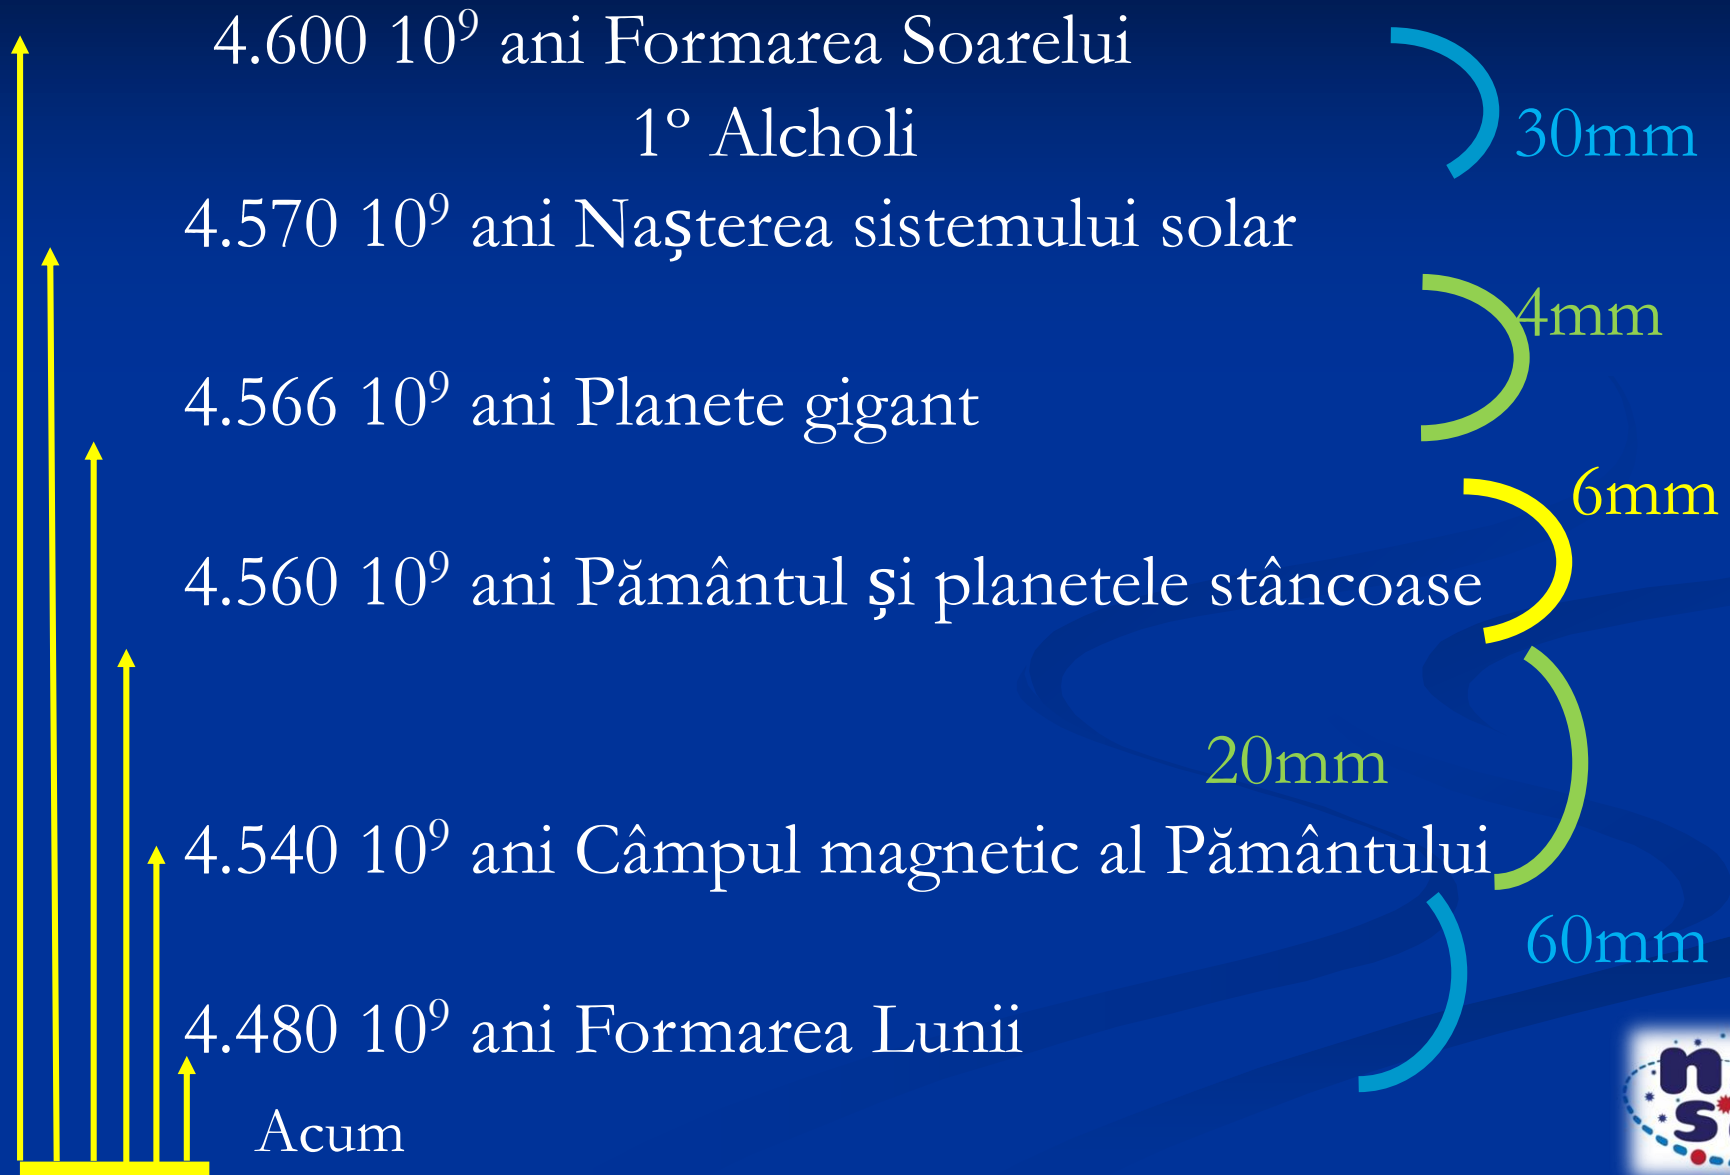 4.600 10⁹ ani Formarea Soarelui
1º Alcholi
30mm
4.570 10⁹ ani Nașterea sistemului solar
4mm
4.566 10⁹ ani Planete gigant
6mm
4.560 10⁹ ani Pământul și planetele stâncoase
20mm
4.540 10⁹ ani Câmpul magnetic al Pământului
60mm
4.480 10⁹ ani Formarea Lunii
Acum